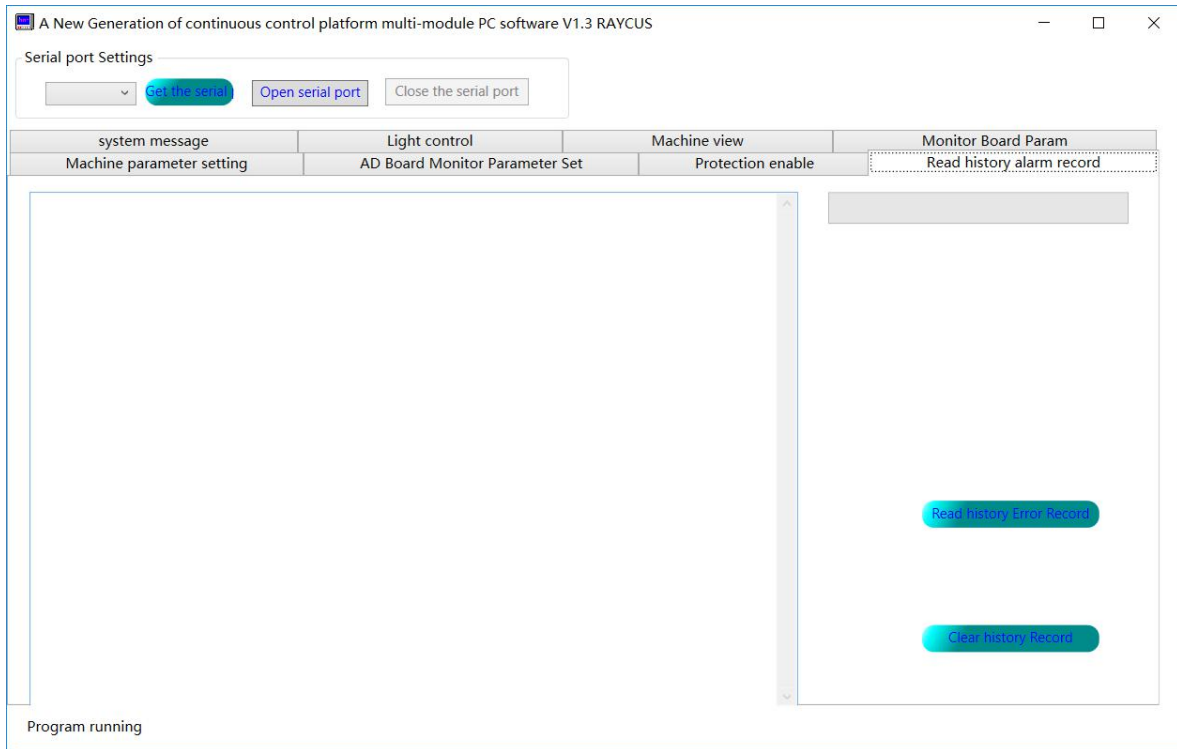 A New Generation of continuous control platform multi-module PC software V1.3 RAYCUS
Serial port Settings
Get the serial
Open serial port
Close the serial port
system message
Light control
Machine view
Monitor Board Param
Machine parameter setting
AD Board Monitor Parameter Set
Protection enable
Read history alarm record
Read history Error Record
Clear history Record
Program running